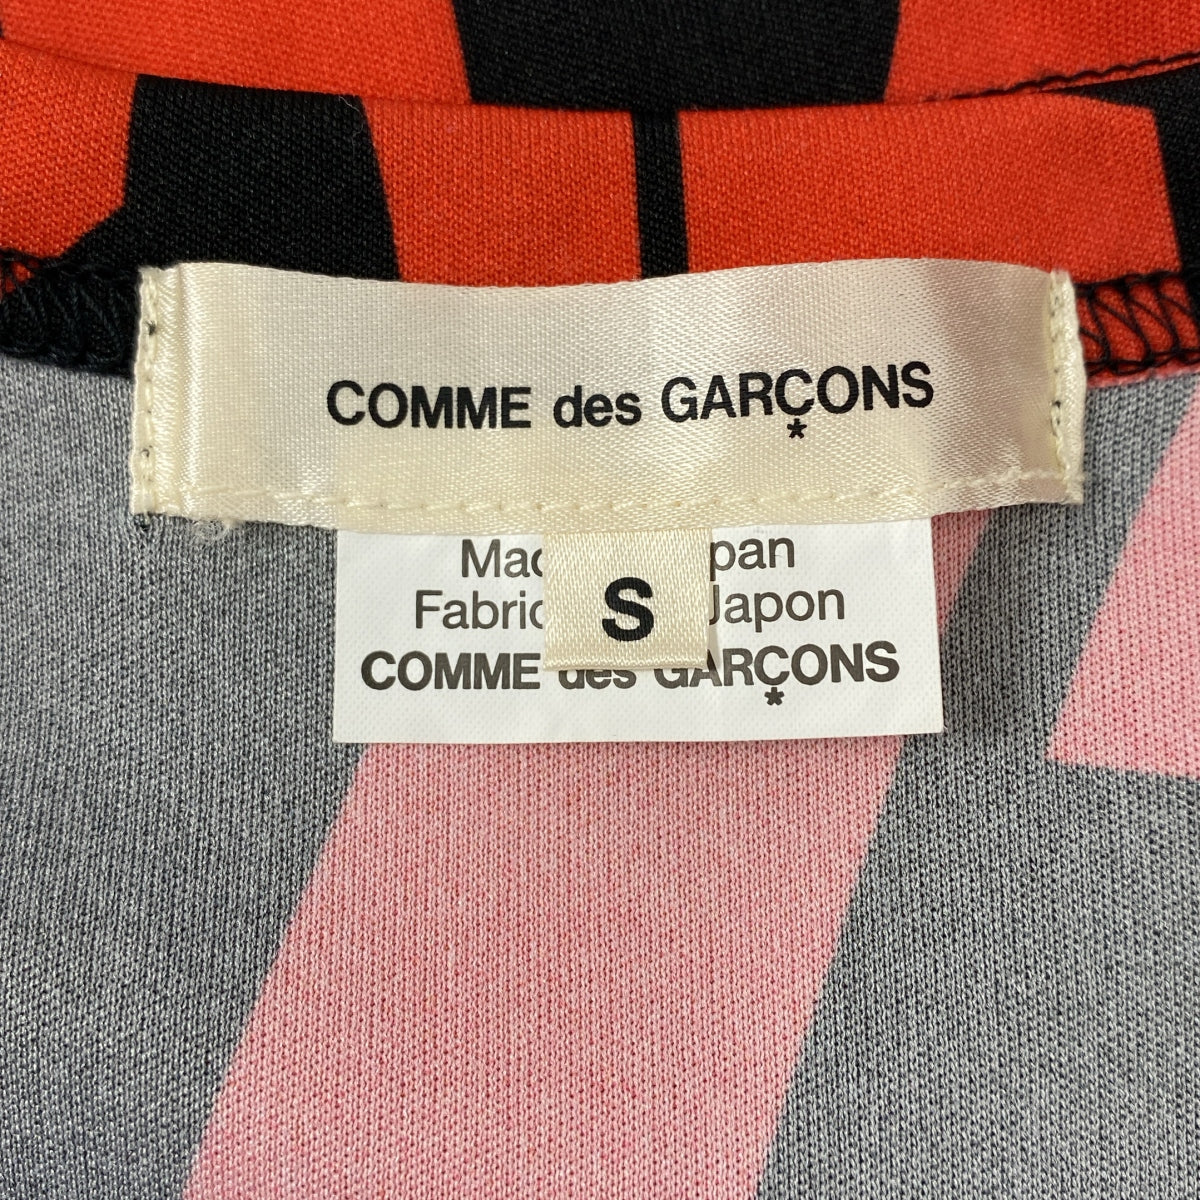 COMME des GARÇONS
Mac pan
Fabric Japon
S
COMME des GARÇONS